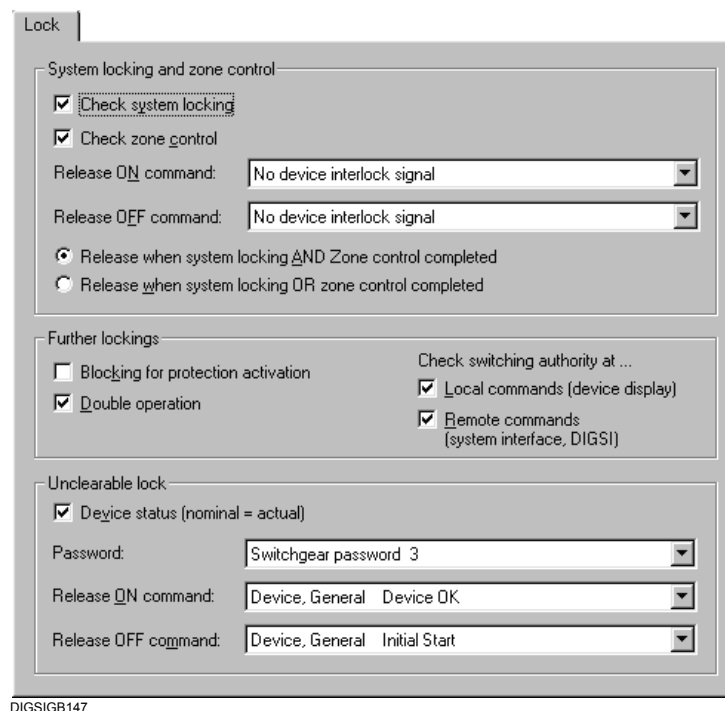 Lock
System locking and zone control
Check system locking
Check zone control
Release ON command: No device interlock signal
Release OFF command: No device interlock signal
Release when system locking AND Zone control completed
Release when system locking OR zone control completed
Further lockings
Blocking for protection activation
Double operation
Check switching authority at ...
Local commands (device display)
Remote commands
(system interface, DIGSI)
Unclearable lock
Device status (nominal = actual)
Password: Switchgear password 3
Release ON command: Device, General Device OK
Release OFF command: Device, General Initial Start
DIGSIGB147